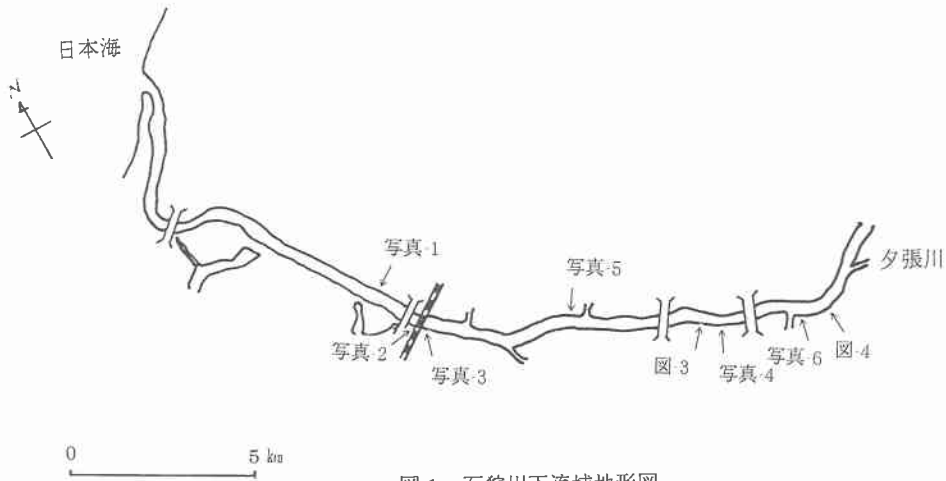 日本海
N
写真-1
写真-5
夕張川
写真-2
写真-3
図-3
写真-4
写真-6
図-4
0 5 km
図-1 石狩川下流域地形図